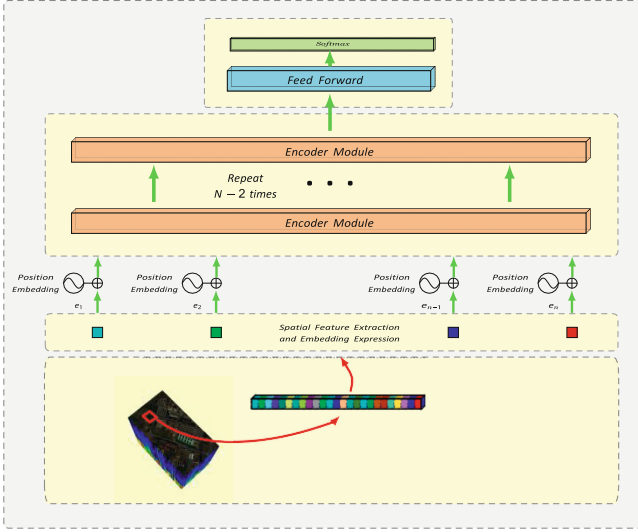 Softmax
Feed Forward
Encoder Module
Repeat
N − 2 times
Encoder Module
Position
Embedding
e1
Position
Embedding
e2
Position
Embedding
en−1
Position
Embedding
en
Spatial Feature Extraction
and Embedding Expression